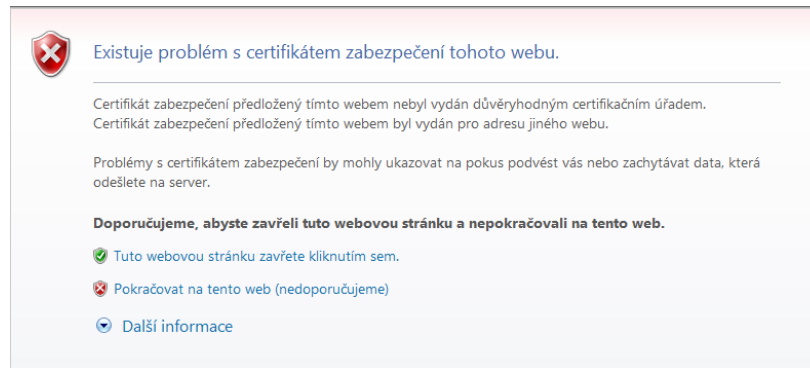 Existuje problém s certifikátem zabezpečení tohoto webu.
Certifikát zabezpečení předložený tímto webem nebyl vydán důvěryhodným certifikačním úřadem.
Certifikát zabezpečení předložený tímto webem byl vydán pro adresu jiného webu.
Problémy s certifikátem zabezpečení by mohly ukazovat na pokus podvést vás nebo zachytávat data, která
odešlete na server.
Doporučujeme, abyste zavřeli tuto webovou stránku a nepokračovali na tento web.
Tuto webovou stránku zavřete kliknutím sem.
Pokračovat na tento web (nedoporučujeme)
Další informace